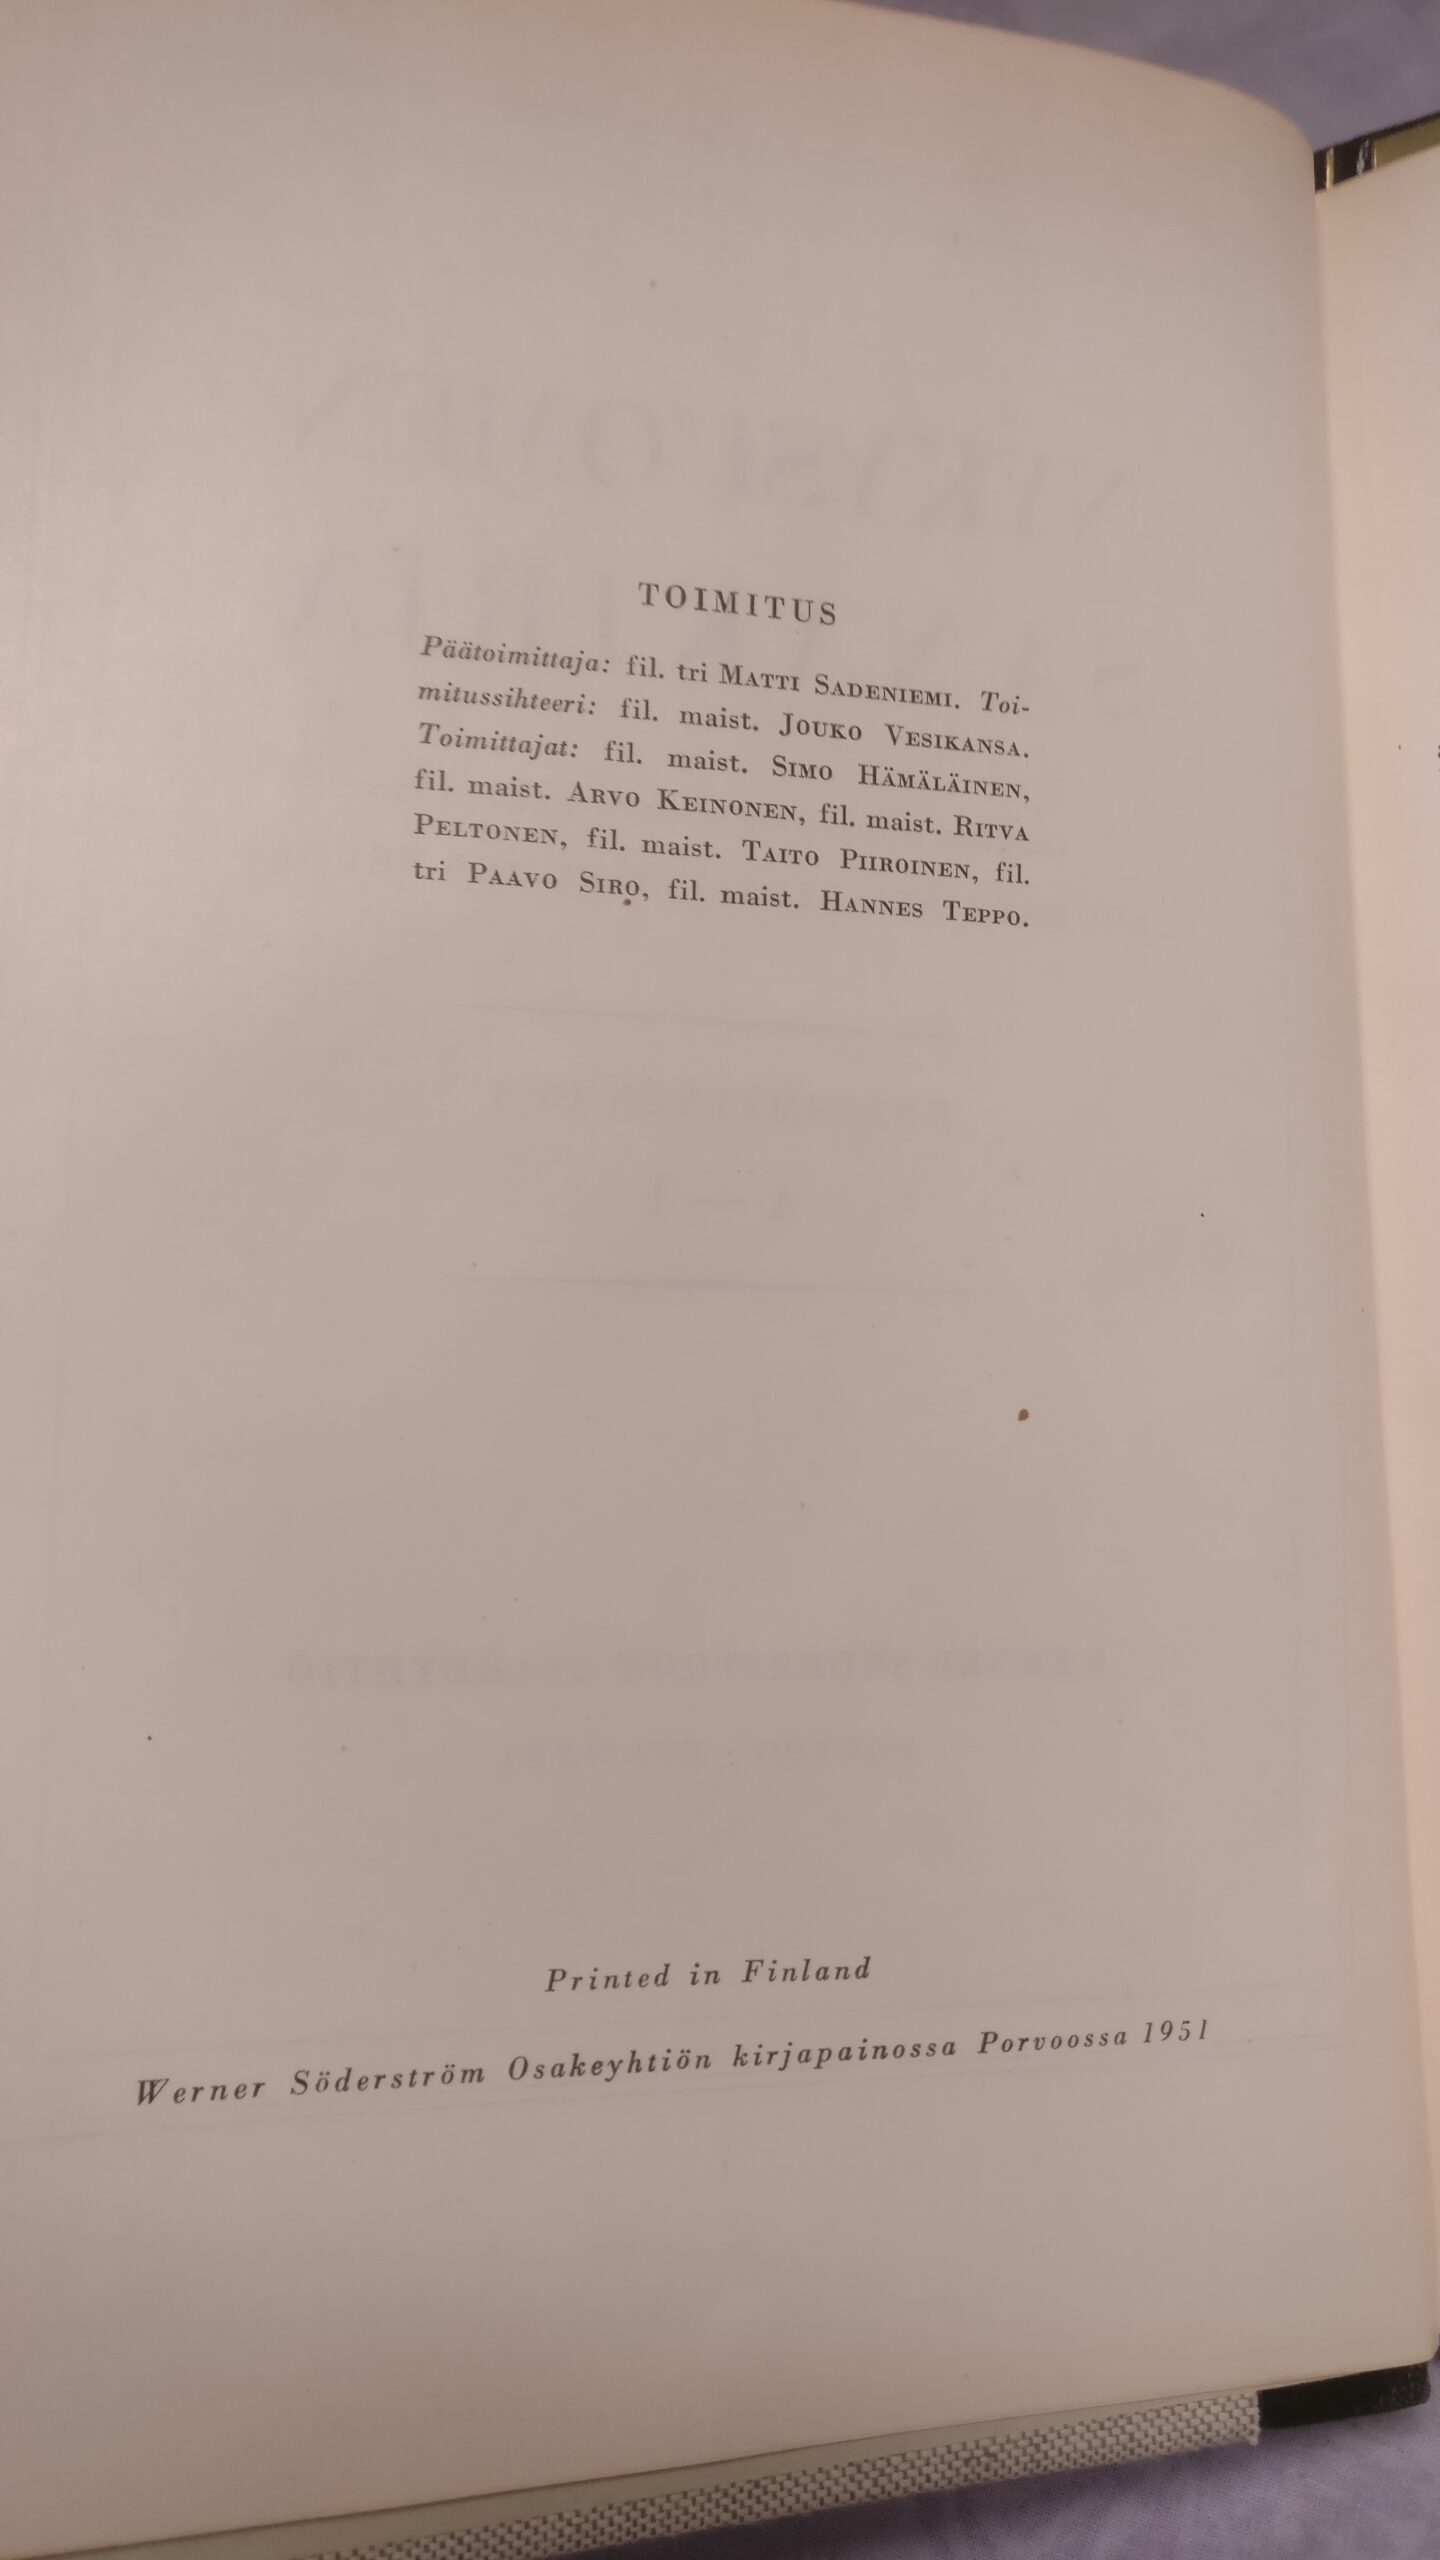 TOIMITUS
Päätoimittaja: fil. tri MATTI SADENIEMI. Toi-
mitussihteeri: fil. maist. JOUKO VESIKANSA.
Toimittajat: fil. maist. SIMO HÄMÄLÄINEN,
fil. maist. ARVO KEINONEN, fil. maist. RITVA
PELTONEN, fil. maist. TAITO PIIROINEN, fil.
tri PAAVO SIRO, fil. maist. HANNES TEPPO.
Printed in Finland
Werner Söderström Osakeyhtiön kirjapainossa Porvoossa 1951